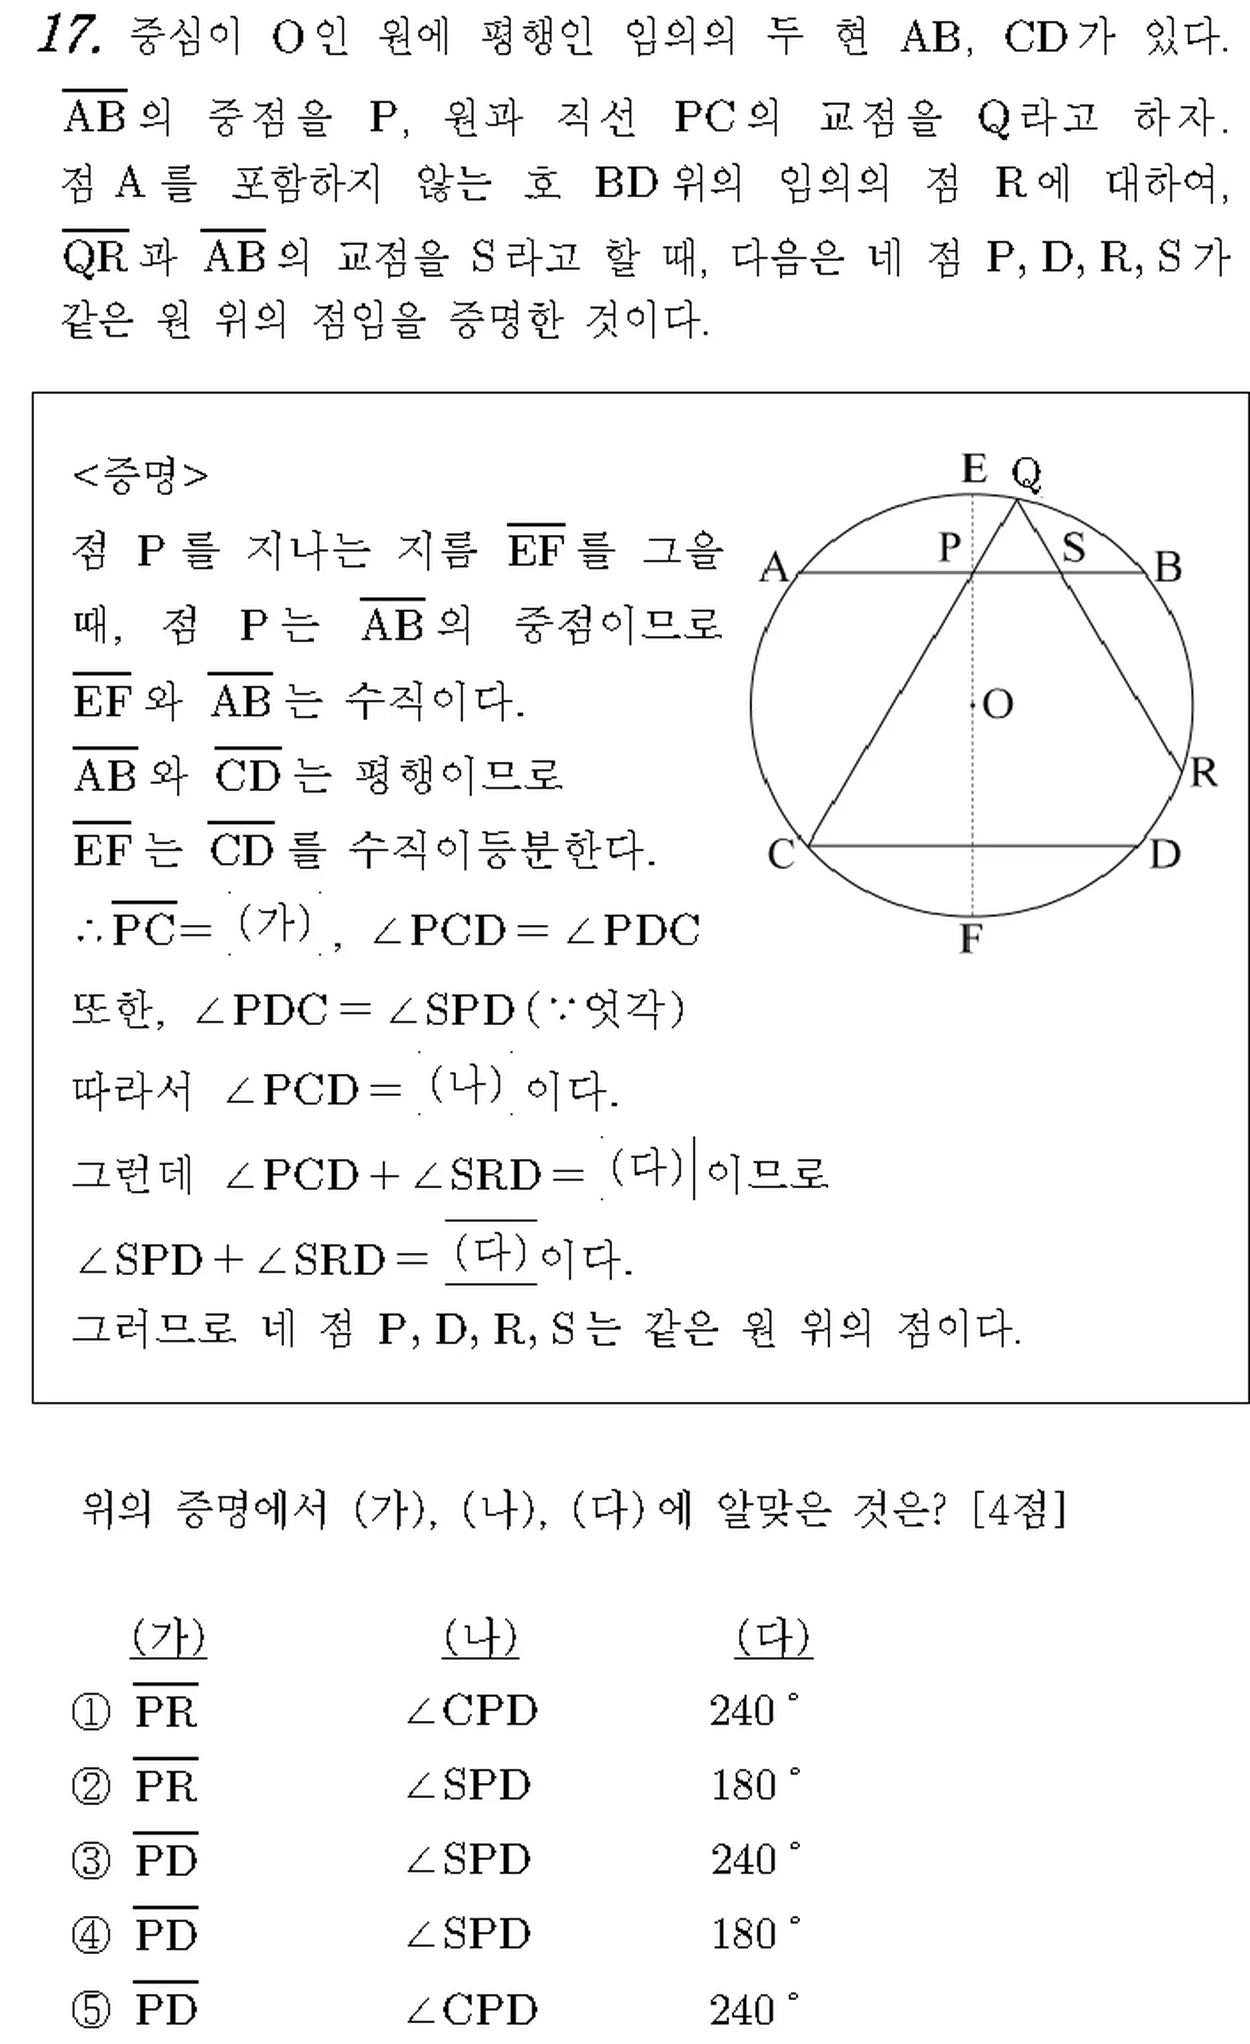 17. 중심이 O인 원에 평행인 임의의 두 현 AB, CD가 있다.
AB의 중점을 P, 원과 직선 PC의 교점을 Q라고 하자.
점 A를 포함하지 않는 호 BD위의 임의의 점 R에 대하여,
QR과 AB의 교점을 S라고 할 때, 다음은 네 점 P, D, R, S가
같은 원 위의 점임을 증명한 것이다.
<증명>
점 P를 지나는 지름 EF를 그을
때, 점 P는 AB의 중점이므로
EF와 AB는 수직이다.
AB와 CD는 평행이므로
EF는 CD를 수직이등분한다.
∴PC= (가), ∠PCD=∠PDC
또한, ∠PDC=∠SPD(∵엇각)
따라서 ∠PCD= (나) 이다.
그런데 ∠PCD+∠SRD= (다) 이므로
∠SPD+∠SRD= (다) 이다.
그러므로 네 점 P, D, R, S는 같은 원 위의 점이다.
E Q
P S
A B
O
R
C D
F
위의 증명에서 (가), (나), (다)에 알맞은 것은? [4점]
(가) (나) (다)
① PR ∠CPD 240°
② PR ∠SPD 180°
③ PD ∠SPD 240°
④ PD ∠SPD 180°
⑤ PD ∠CPD 240°